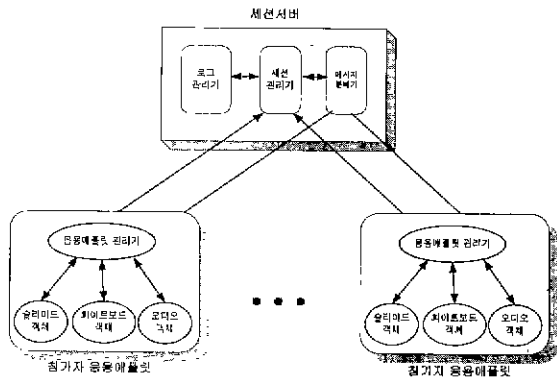 세션서버
로그
관리기
세션
관리기
메시지
분배기
응용애플릿 관리기
슬라이드
객체
화이트보드
객체
오디오
객체
참가자 응용애플릿
응용애플릿 관리기
슬라이드
객체
화이트보드
객체
오디오
객체
참가자 응용애플릿